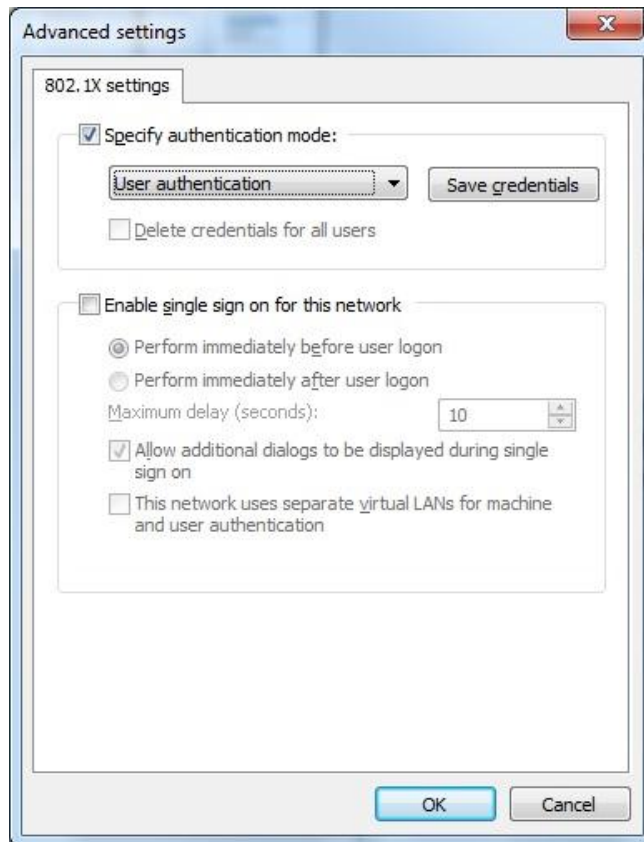 Advanced settings
802.1X settings
Specify authentication mode:
User authentication
Save credentials
Delete credentials for all users
Enable single sign on for this network
Perform immediately before user logon
Perform immediately after user logon
Maximum delay (seconds):
10
Allow additional dialogs to be displayed during single
sign on
This network uses separate virtual LANs for machine
and user authentication
OK
Cancel